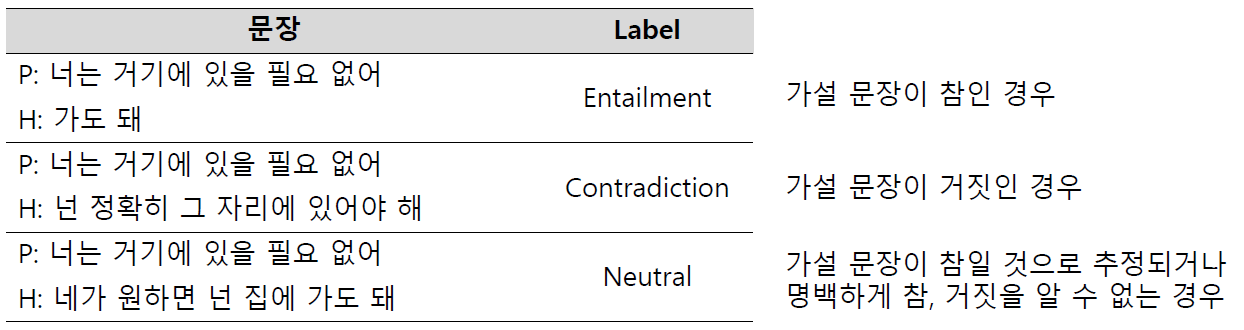 문장 Label
P: 너는 거기에 있을 필요 없어
H: 가도 돼
Entailment
가설 문장이 참인 경우
P: 너는 거기에 있을 필요 없어
H: 넌 정확히 그 자리에 있어야 해
Contradiction
가설 문장이 거짓인 경우
P: 너는 거기에 있을 필요 없어
H: 네가 원하면 넌 집에 가도 돼
Neutral
가설 문장이 참일 것으로 추정되거나
명백하게 참, 거짓을 알 수 없는 경우